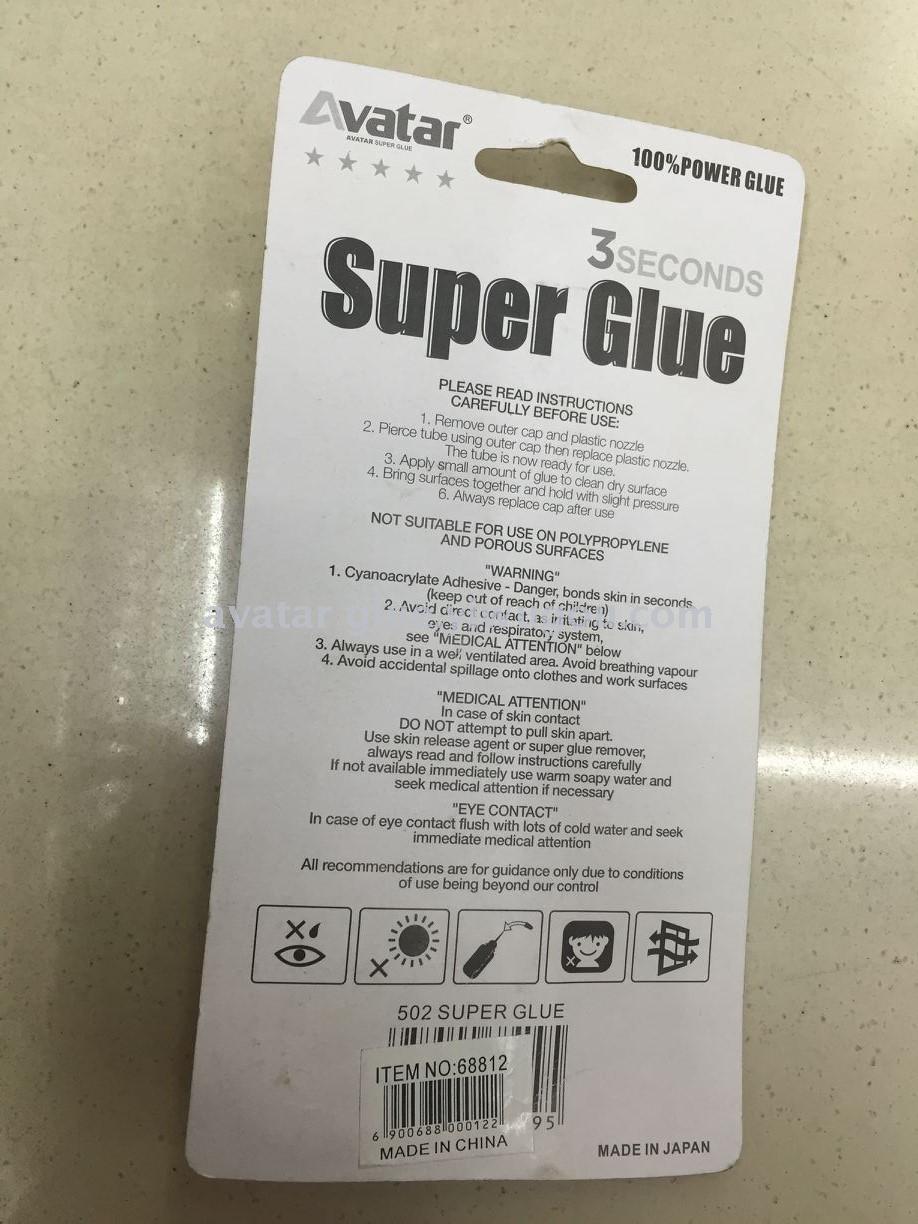 Avatar®
AVATAR SUPER GLUE
100%POWER GLUE
3SECONDS
Super Glue
PLEASE READ INSTRUCTIONS
CAREFULLY BEFORE USE:
1. Remove outer cap and plastic nozzle
2. Pierce tube using outer cap then replace plastic nozzle.
The tube is now ready for use.
3. Apply small amount of glue to clean dry surface
4. Bring surfaces together and hold with slight pressure
6. Always replace cap after use
NOT SUITABLE FOR USE ON POLYPROPYLENE
AND POROUS SURFACES
"WARNING"
1. Cyanoacrylate Adhesive - Danger, bonds skin in seconds
(keep out of reach of children)
2. Avoid direct contact, as irritating to skin,
eyes and respiratory system,
see "MEDICAL ATTENTION" below
3. Always use in a well ventilated area. Avoid breathing vapour
4. Avoid accidental spillage onto clothes and work surfaces
"MEDICAL ATTENTION"
In case of skin contact
DO NOT attempt to pull skin apart.
Use skin release agent or super glue remover,
always read and follow instructions carefully
If not available immediately use warm soapy water and
seek medical attention if necessary
"EYE CONTACT"
In case of eye contact flush with lots of cold water and seek
immediate medical attention
All recommendations are for guidance only due to conditions
of use being beyond our control
502 SUPER GLUE
ITEM NO:68812
6 900688 000122
95
MADE IN CHINA
MADE IN JAPAN